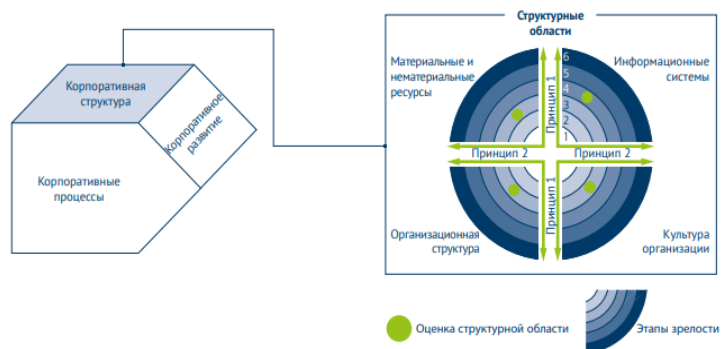 Структурные
области
Материальные и
нематериальные
ресурсы
Информационные
системы
6
5
4
3
2
1
Принцип 1
Принцип 2
Принцип 2
Принцип 1
Организационная
структура
Культура
организации
Корпоративная
структура
Корпоративное
развитие
Корпоративные
процессы
Оценка структурной области
Этапы зрелости